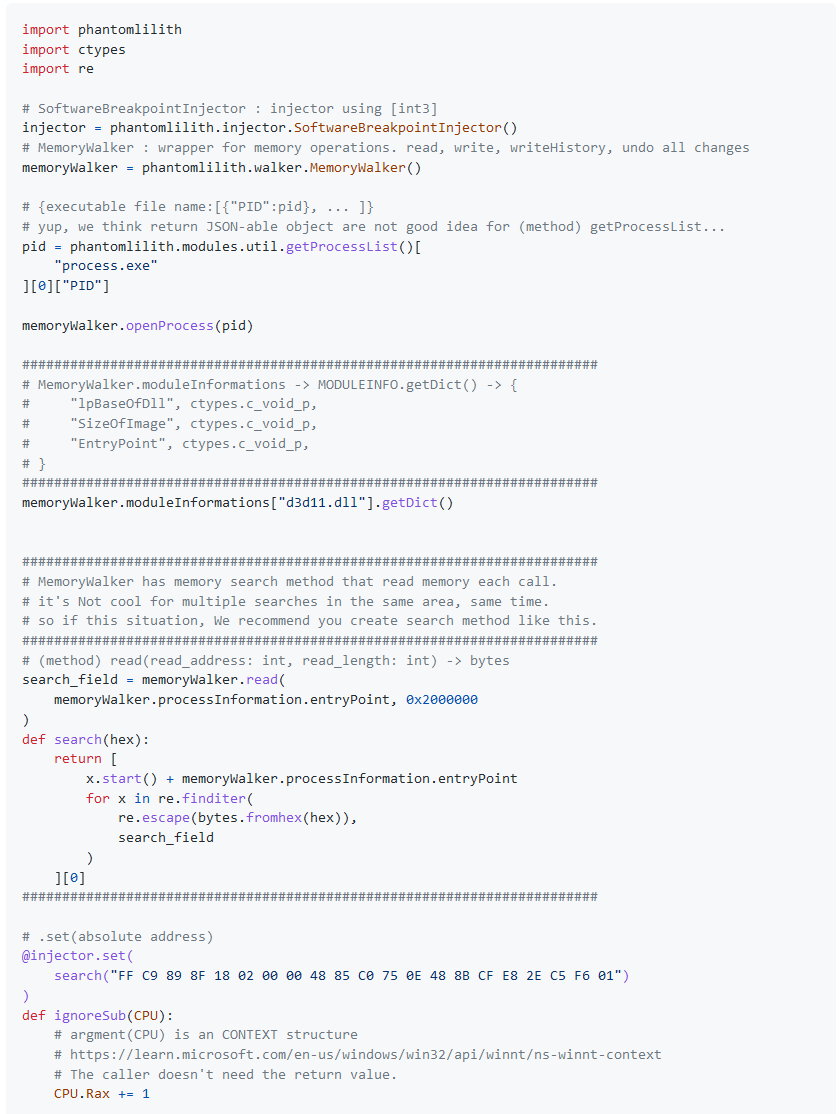 import phantomlilith
import ctypes
import re

# SoftwareBreakpointInjector : injector using [int3]
injector = phantomlilith.injector.SoftwareBreakpointInjector()
# MemoryWalker : wrapper for memory operations. read, write, writeHistory, undo all changes
memoryWalker = phantomlilith.walker.MemoryWalker()

# {executable file name:[{"PID":pid}, ... ]}
# yup, we think return JSON-able object are not good idea for (method) getProcessList...
pid = phantomlilith.modules.util.getProcessList()[
    "process.exe"
][0]["PID"]

memoryWalker.openProcess(pid)

########################################################################
# MemoryWalker.moduleInformations -> MODULEINFO.getDict() -> {
#     "lpBaseOfDll", ctypes.c_void_p,
#     "SizeOfImage", ctypes.c_void_p,
#     "EntryPoint", ctypes.c_void_p,
# }
########################################################################
memoryWalker.moduleInformations["d3d11.dll"].getDict()


########################################################################
# MemoryWalker has memory search method that read memory each call.
# it's Not cool for multiple searches in the same area, same time.
# so if this situation, We recommend you create search method like this.
########################################################################
# (method) read(read_address: int, read_length: int) -> bytes
search_field = memoryWalker.read(
    memoryWalker.processInformation.entryPoint, 0x2000000
)
def search(hex):
    return [
        x.start() + memoryWalker.processInformation.entryPoint
        for x in re.finditer(
            re.escape(bytes.fromhex(hex)),
            search_field
        )
    ][0]
########################################################################

# .set(absolute address)
@injector.set(
    search("FF C9 89 8F 18 02 00 00 48 85 C0 75 0E 48 8B CF E8 2E C5 F6 01")
)
def ignoreSub(CPU):
    # argment(CPU) is an CONTEXT structure
    # https://learn.microsoft.com/en-us/windows/win32/api/winnt/ns-winnt-context
    # The caller doesn't need the return value.
    CPU.Rax += 1